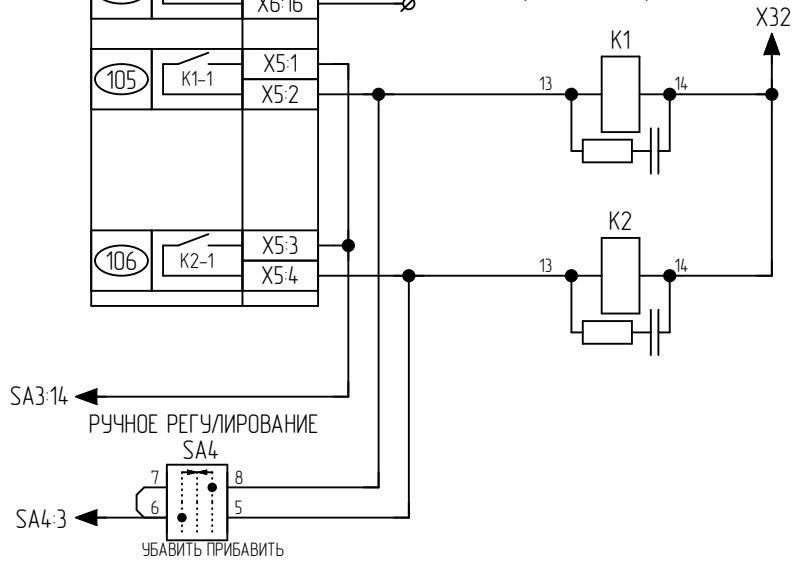 X6:16
X32
K1
105
K1-1
X5:1
X5:2
13
14
K2
106
K2-1
X5:3
X5:4
13
14
SA3:14
РУЧНОЕ РЕГУЛИРОВАНИЕ
SA4
7
8
6
5
SA4:3
УБАВИТЬ ПРИБАВИТЬ